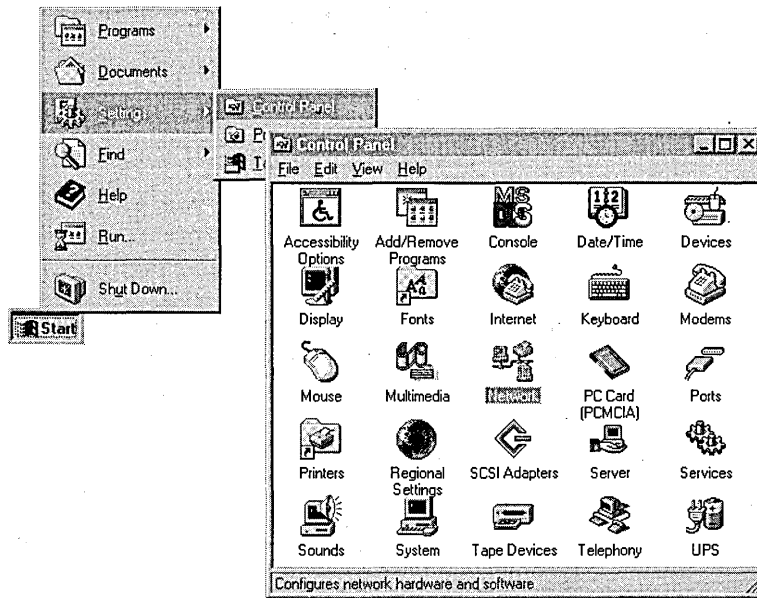 Programs
Documents
Settings
Find
Help
Run...
Shut Down...
Start
Control Panel
Control Panel
File Edit View Help
Accessibility Options
Add/Remove Programs
Console
Date/Time
Devices
Display
Fonts
Internet
Keyboard
Modems
Mouse
Multimedia
Network
PC Card (PCMCIA)
Ports
Printers
Regional Settings
SCSI Adapters
Server
Services
Sounds
System
Tape Devices
Telephony
UPS
Configures network hardware and software